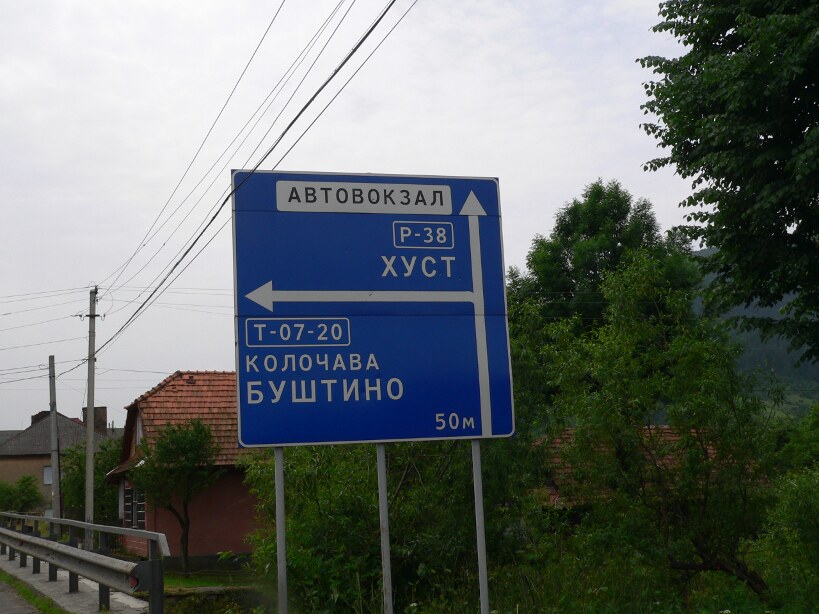 АВТОВОКЗАЛ
Р-38
ХУСТ
Т-07-20
КОЛОЧАВА
БУШТИНО
50м